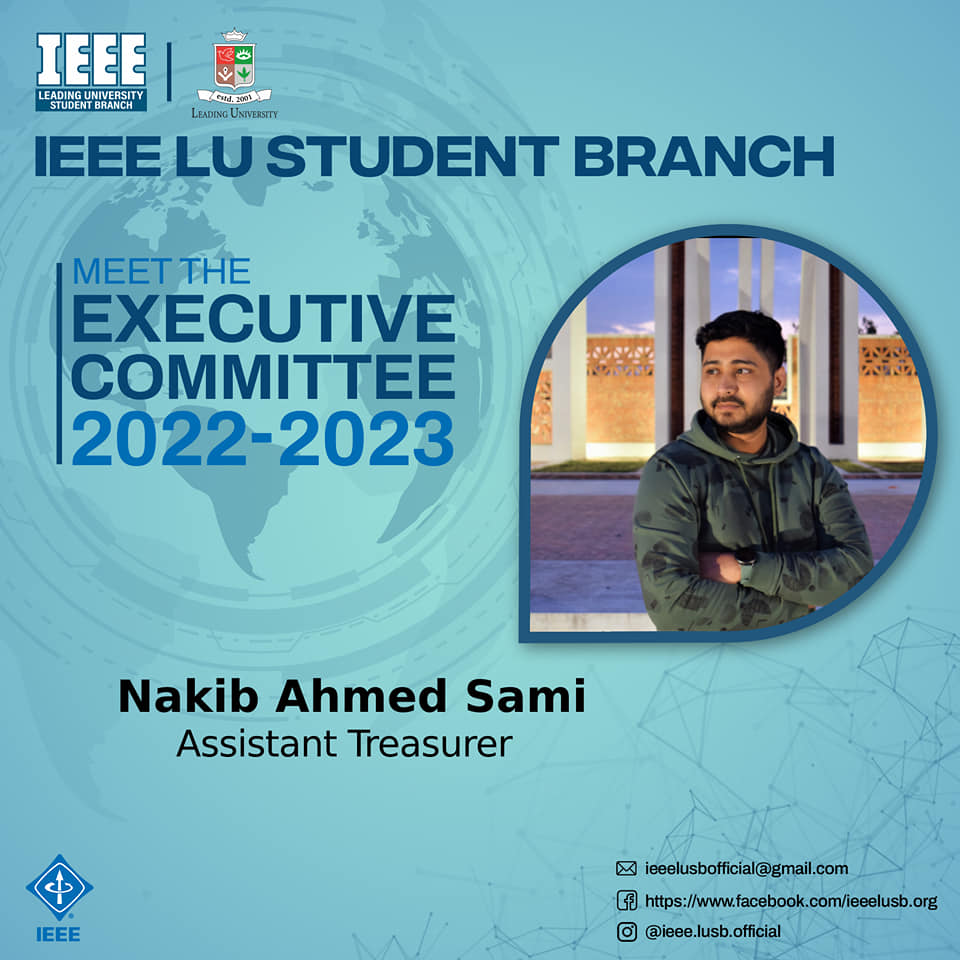 IEEE
LEADING UNIVERSITY
STUDENT BRANCH
estd. 2001
LEADING UNIVERSITY
IEEE LU STUDENT BRANCH
MEET THE
EXECUTIVE
COMMITTEE
2022-2023
Nakib Ahmed Sami
Assistant Treasurer
ieeelusbofficial@gmail.com
https://www.facebook.com/ieeelusb.org
@ieee.lusb.official
IEEE